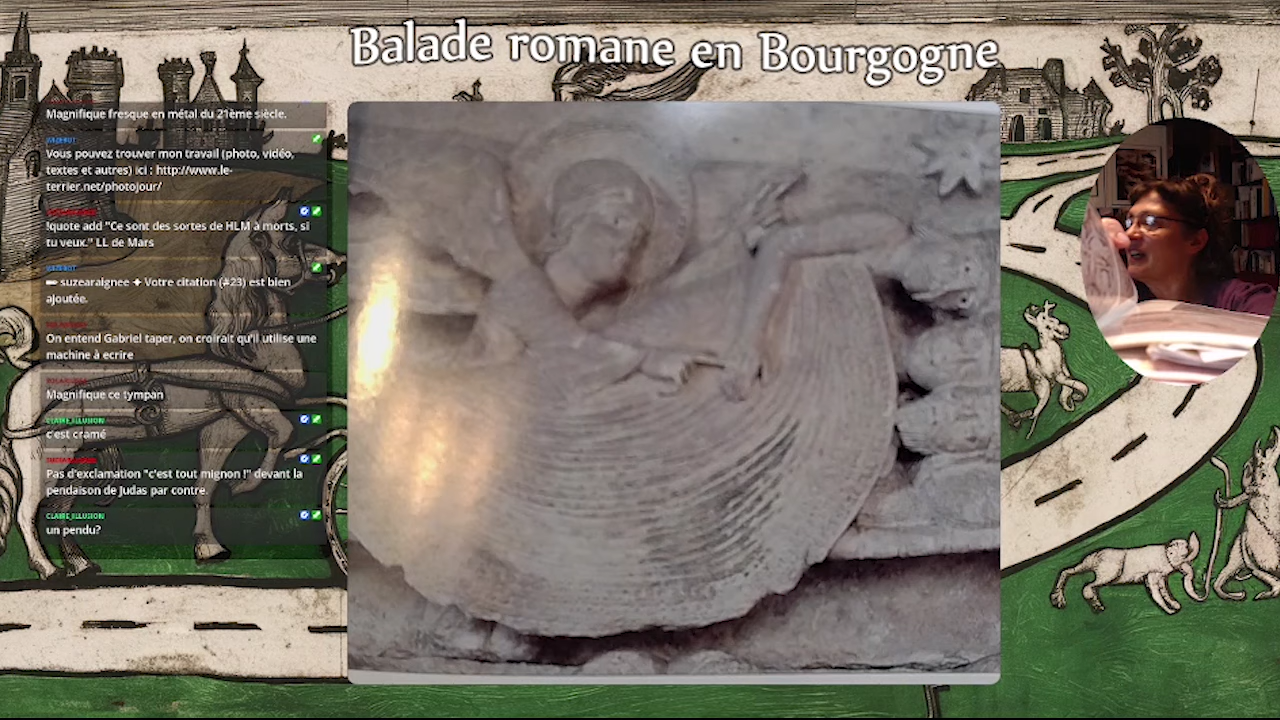 Balade romane en Bourgogne
Magnifique fresque en métal du 21ème siècle.
Vous pouvez trouver mon travail (photo, vidéo,
textes et autres) ici : http://www.le-
terrier.net/photojour/
!quote add "Ce sont des sortes de HLM à morts, si
tu veux." LL de Mars
suzearaignee ✦ Votre citation (#23) est bien
ajoutée.
On entend Gabriel taper, on croirait qu'il utilise une
machine à ecrire
Magnifique ce tympan
CLAIRE_ILLUSION
c'est cramé
Pas d'exclamation "c'est tout mignon !" devant la
pendaison de Judas par contre.
CLAIRE_ILLUSION
un pendu?